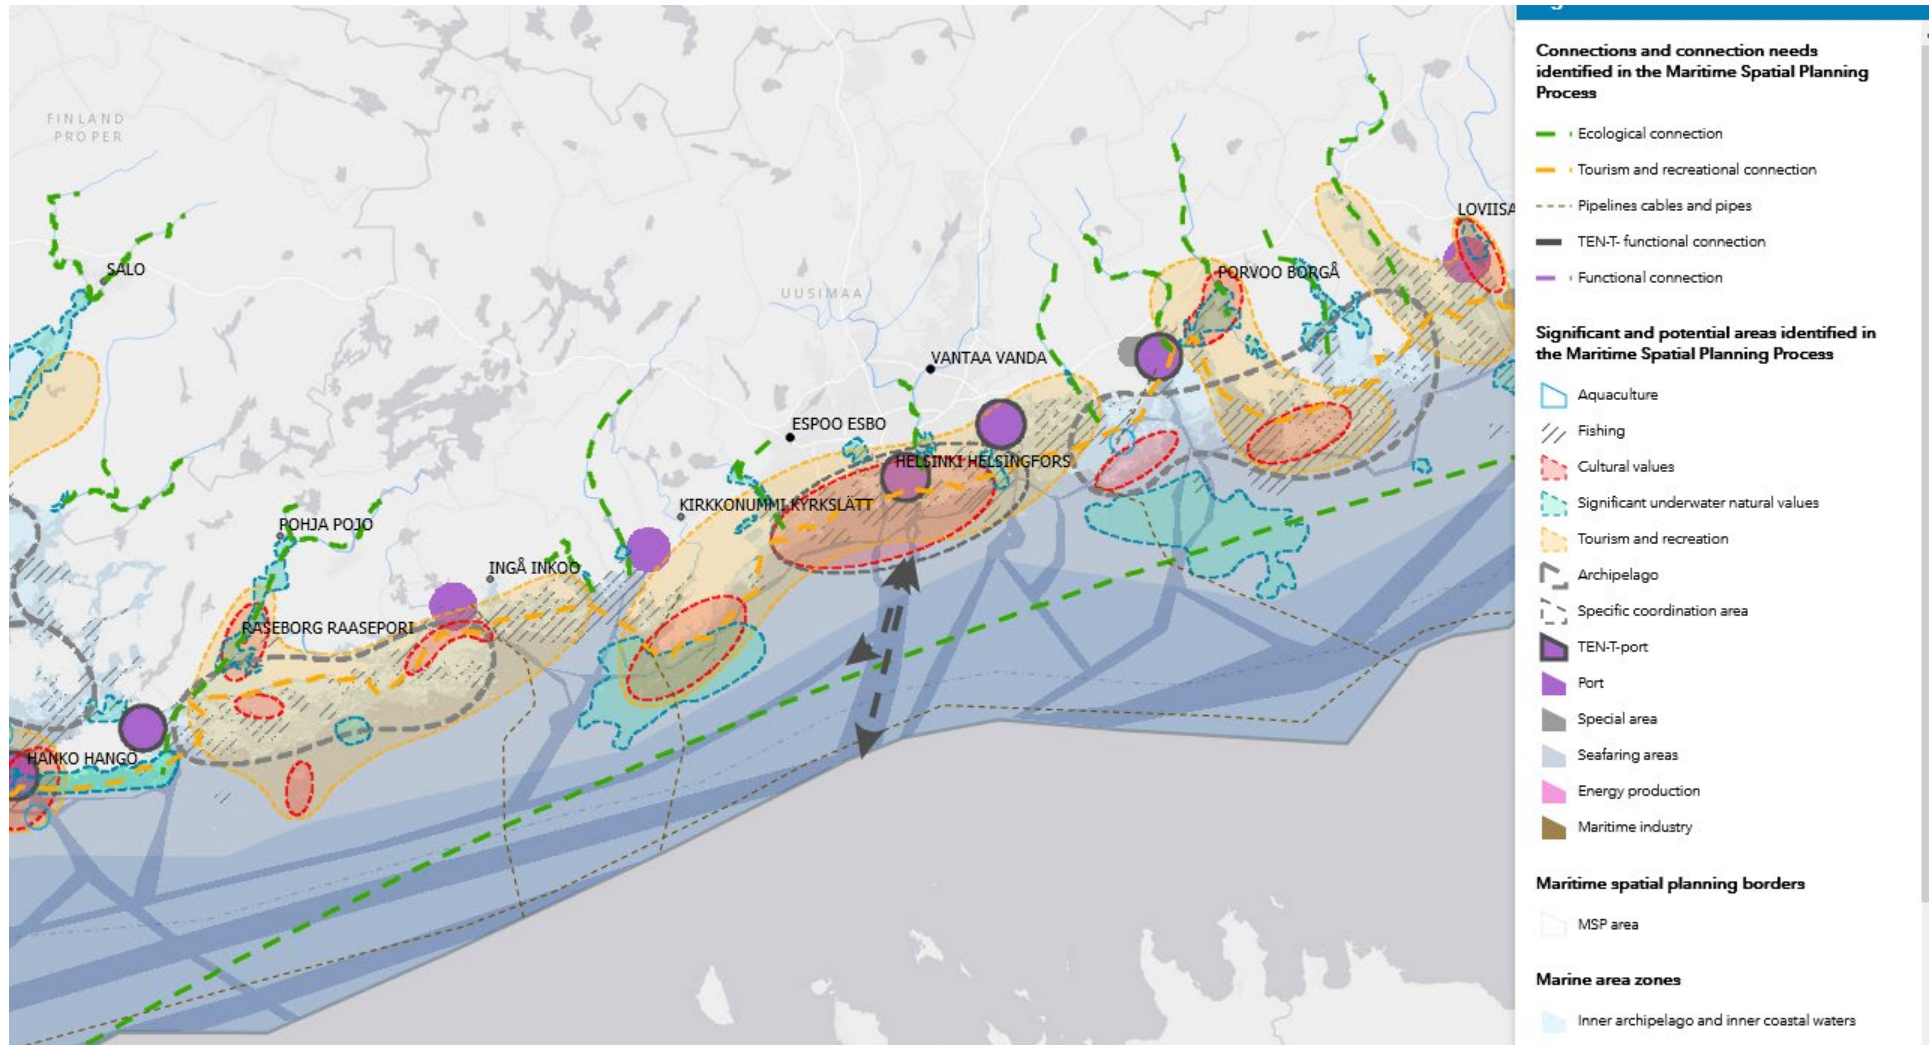 FINLAND
PROPER
SALO
UUSIMAA
LOVIISA
PORVOO BORGÅ
VANTAA VANDA
ESPOO ESBO
HELSINKI HELSINGFORS
KIRKKONUMMI KYRKSLÄTT
POHJA POJO
INGÅ INKOO
RASEBORG RAASEPORI
HANKO HANGÖ
Connections and connection needs
identified in the Maritime Spatial Planning
Process
Ecological connection
Tourism and recreational connection
Pipelines cables and pipes
TEN-T- functional connection
Functional connection
Significant and potential areas identified in
the Maritime Spatial Planning Process
Aquaculture
Fishing
Cultural values
Significant underwater natural values
Tourism and recreation
Archipelago
Specific coordination area
TEN-T-port
Port
Special area
Seafaring areas
Energy production
Maritime industry
Maritime spatial planning borders
MSP area
Marine area zones
Inner archipelago and inner coastal waters